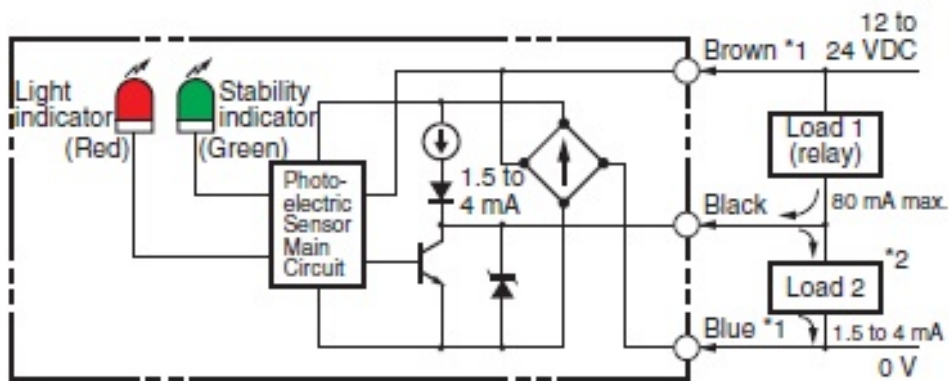 12 to
24 VDC
Brown *1
Light
indicator
(Red)
Stability
indicator
(Green)
Load 1
(relay)
Photo-
electric
Sensor
Main
Circuit
1.5 to
4 mA
Black
80 mA max.
*2
Load 2
Blue *1
1.5 to 4 mA
0 V